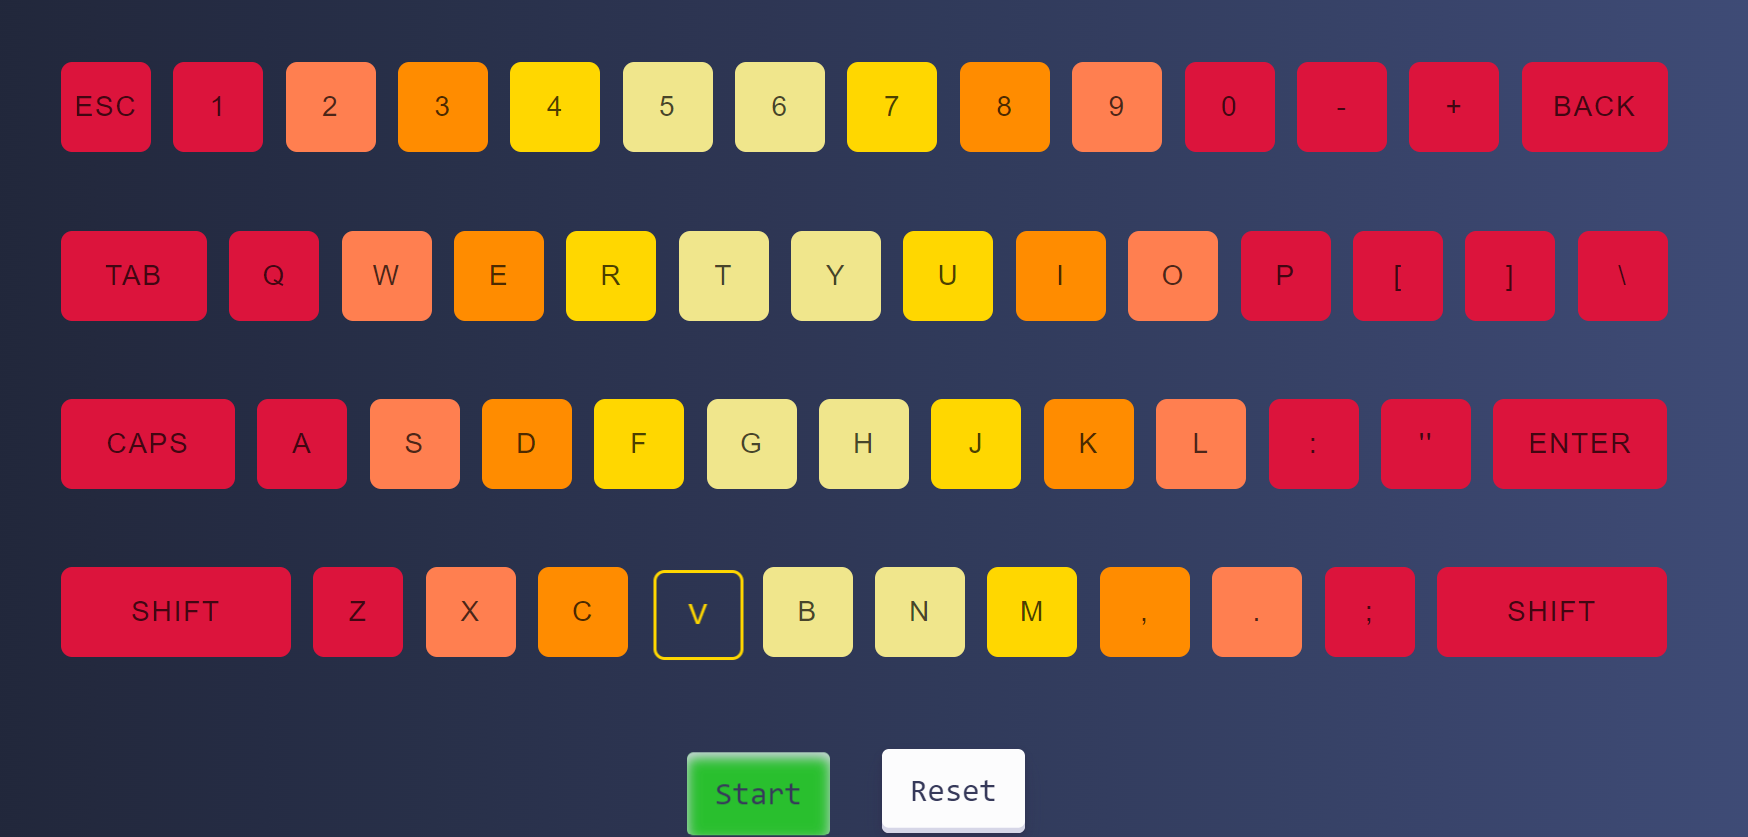 ESC 1 2 3 4 5 6 7 8 9 0 - + BACK
TAB Q W E R T Y U I O P [ ] \
CAPS A S D F G H J K L : '' ENTER
SHIFT Z X C V B N M , . ; SHIFT
Start Reset